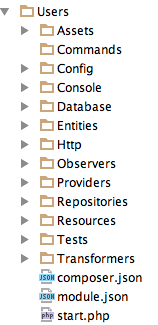 Users
Assets
Commands
Config
Console
Database
Entities
Http
Observers
Providers
Repositories
Resources
Tests
Transformers
JSON composer.json
JSON module.json
php start.php